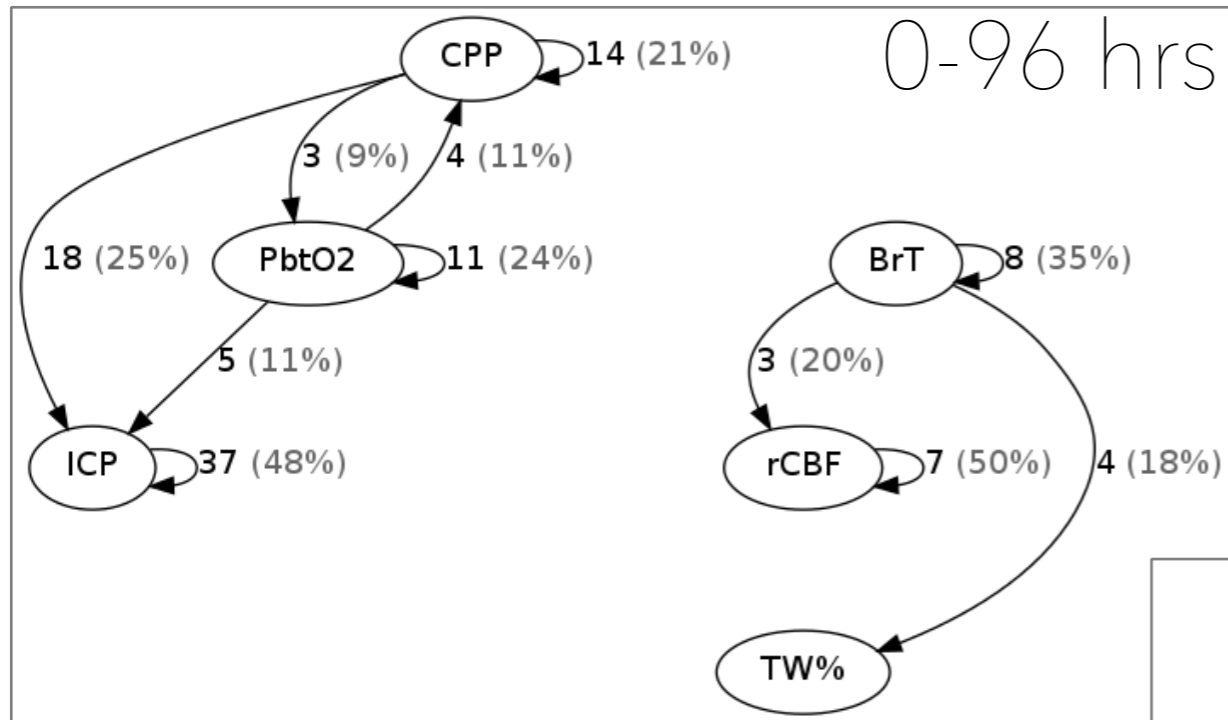 0-96 hrs
CPP
14 (21%)
3 (9%)
4 (11%)
18 (25%)
PbtO2
11 (24%)
BrT
8 (35%)
5 (11%)
3 (20%)
ICP
37 (48%)
rCBF
7 (50%)
4 (18%)
TW%